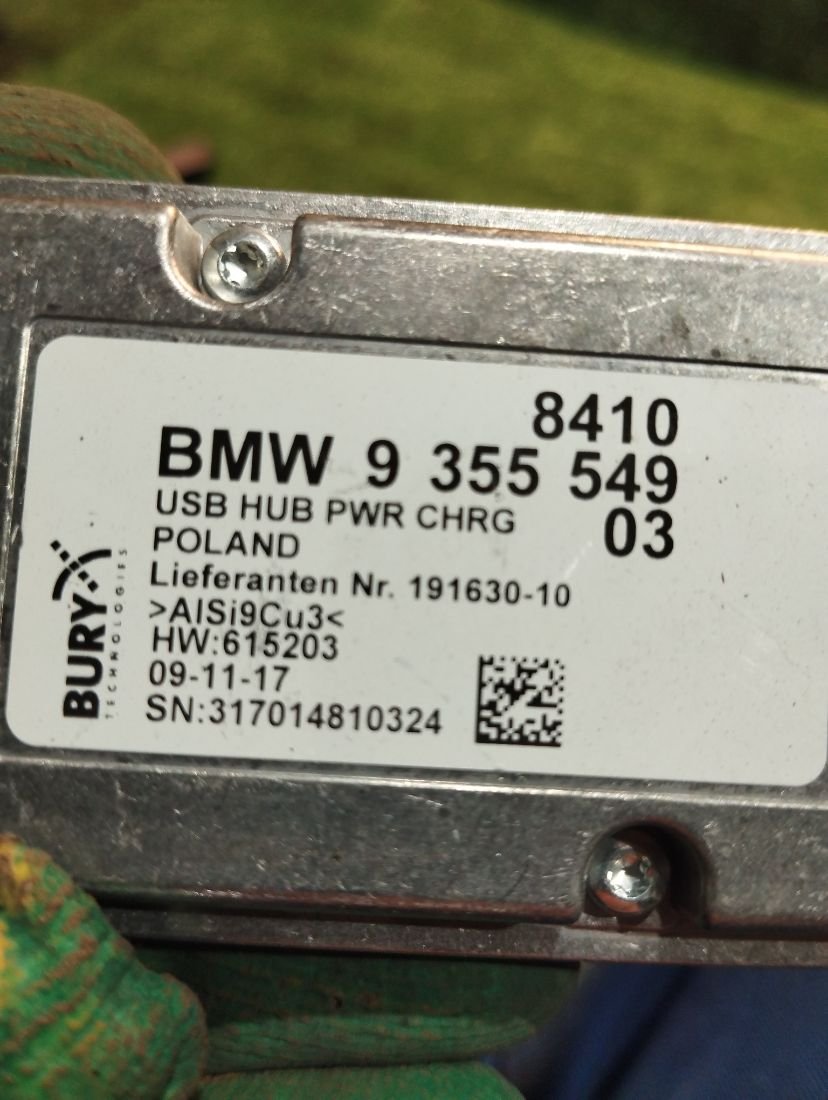 8410
BMW 9 355 549
USB HUB PWR CHRG 03
POLAND
Lieferanten Nr. 191630-10
>AlSi9Cu3<
HW:615203
09-11-17
SN:317014810324
BURY
TECHNOLOGIES